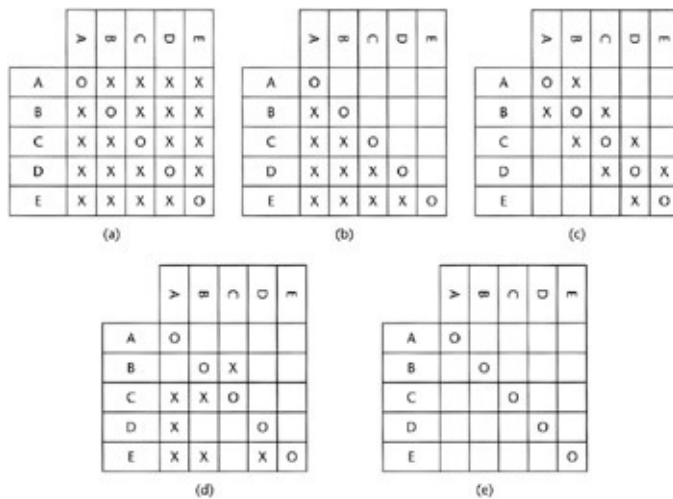 A B C D E
A O X X X X
B X O X X X
C X X O X X
D X X X O X
E X X X X O
(a)
A B C D E
A O
B X O
C X X O
D X X X O
E X X X X O
(b)
A B C D E
A O X
B X O X
C X O X
D X O X
E X O
(c)
A B C D E
A O
B O X
C X X O
D X O
E X X X O
(d)
A B C D E
A O
B O
C O
D O
E O
(e)